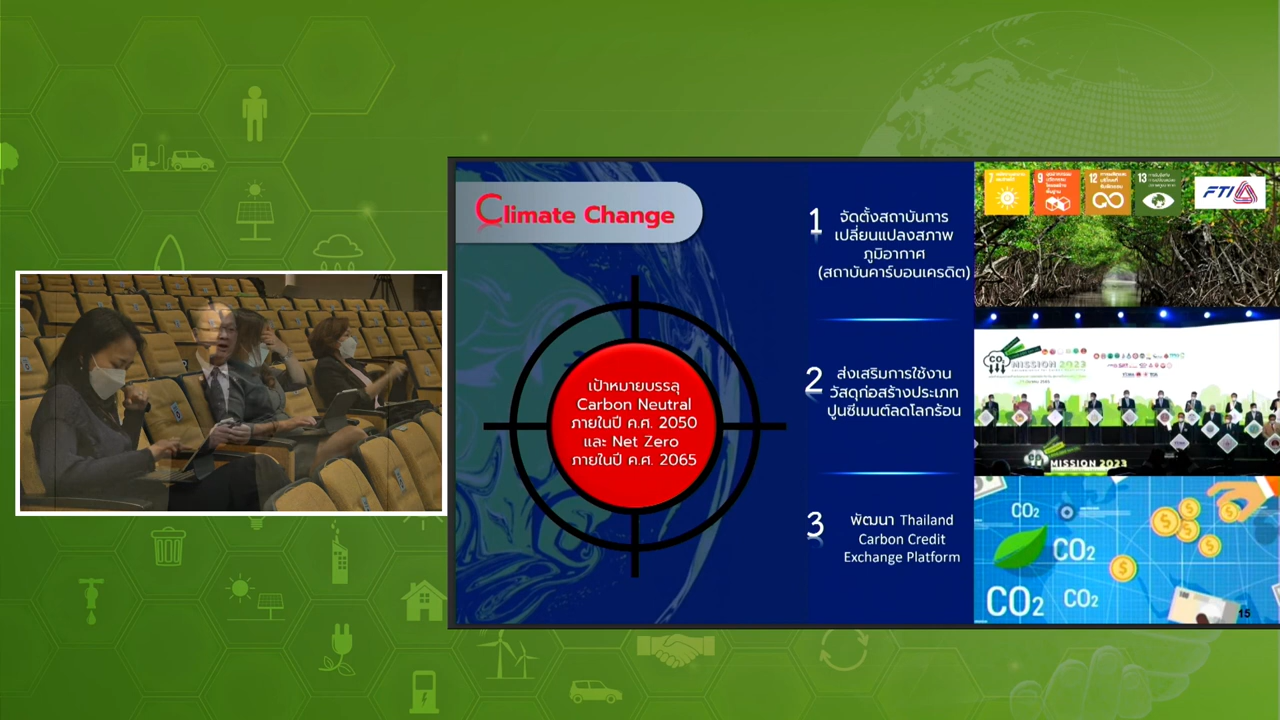 Climate Change
เป้าหมายบรรลุ
Carbon Neutral
ภายในปี ค.ศ. 2050
และ Net Zero
ภายในปี ค.ศ. 2065
1
จัดตั้งสถาบันการ
เปลี่ยนแปลงสภาพ
ภูมิอากาศ
(สถาบันคาร์บอนเครดิต)
2
ส่งเสริมการใช้งาน
วัสดุก่อสร้างประเภท
ปูนซีเมนต์ลดโลกร้อน
3
พัฒนา Thailand
Carbon Credit
Exchange Platform
7
9
12
13
FTI
CO₂
MISSION 2023
MISSION 2023
CO₂
CO₂
CO₂
CO₂
100
15